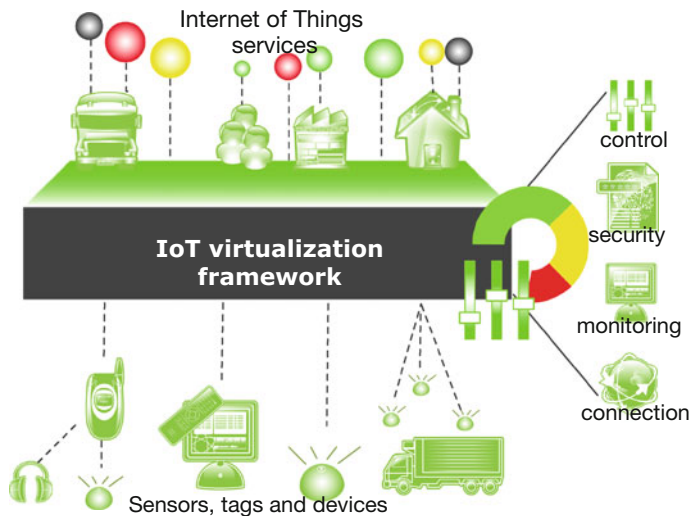 Internet of Things
services
control
security
IoT virtualization
framework
monitoring
connection
Sensors, tags and devices